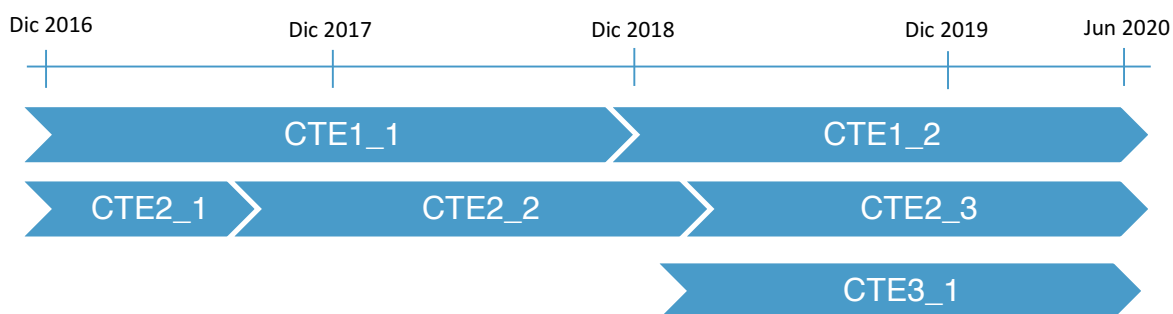 Dic 2016 Dic 2017 Dic 2018 Dic 2019 Jun 2020
CTE1_1 CTE1_2
CTE2_1 CTE2_2 CTE2_3
CTE3_1